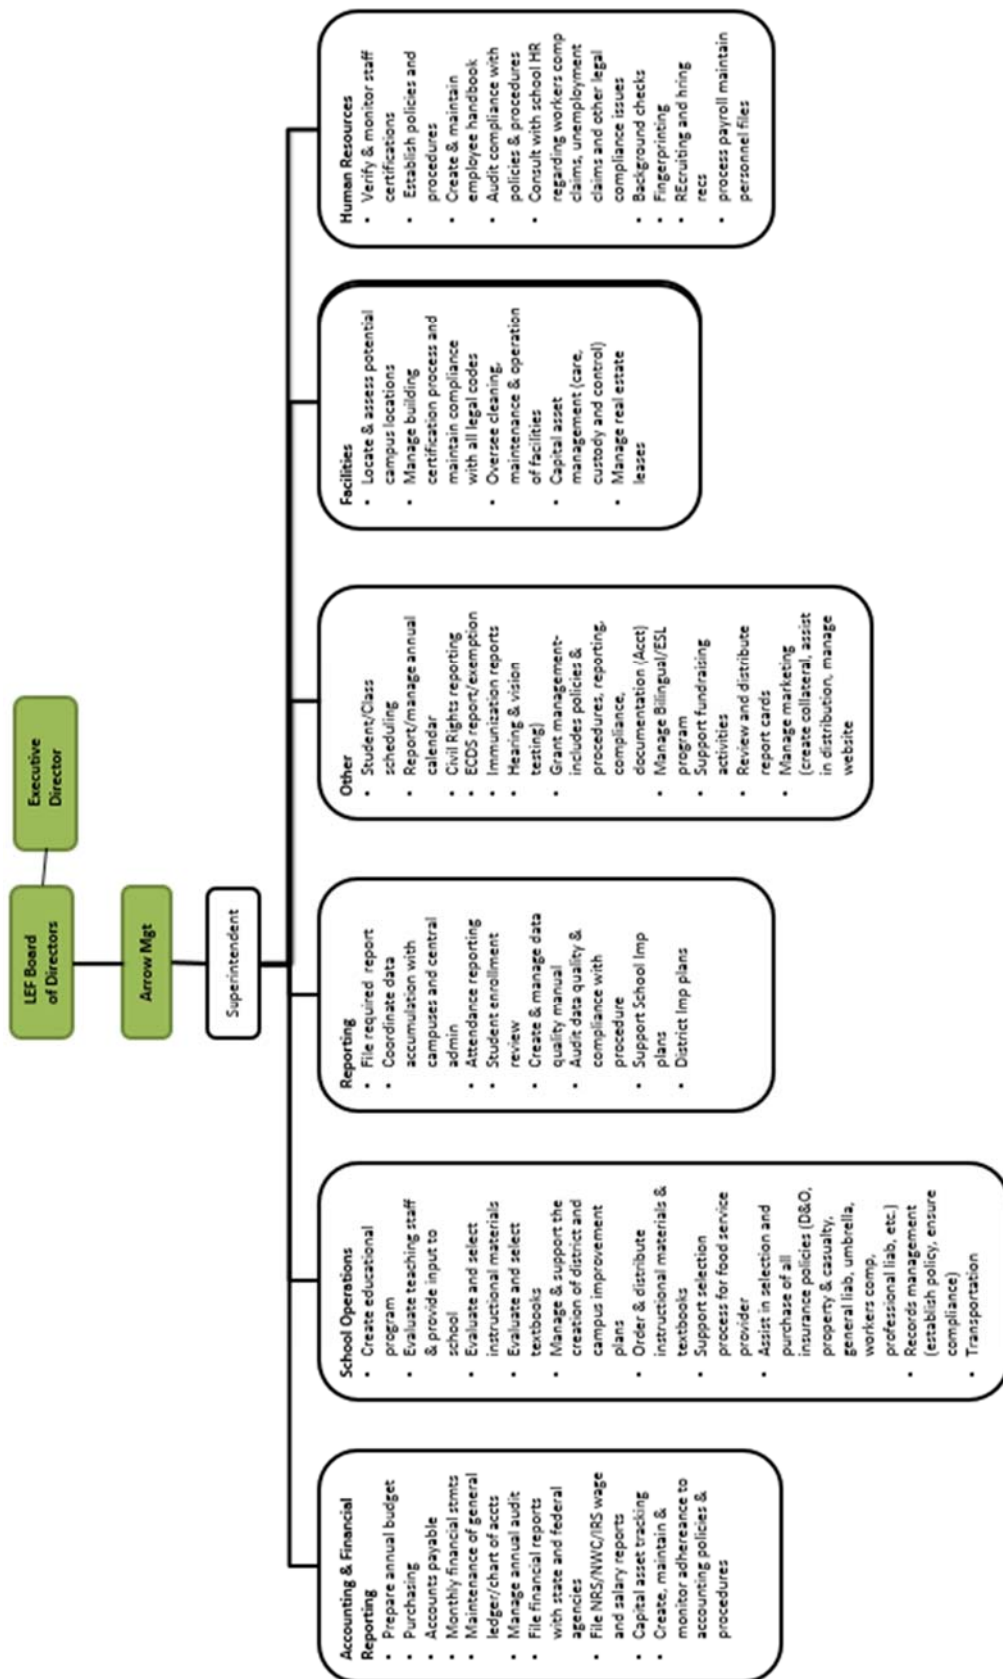 LEF Board
of Directors
Executive
Director
Arrow Mgt
Superintendent
Accounting & Financial
Reporting
• Prepare annual budget
• Purchasing
• Accounts payable
• Monthly financial stmts
• Maintenance of general
ledger/chart of accts
• Manage annual audit
• File financial reports
with state and federal
agencies
• File NRS/NWC/IRS wage
and salary reports
• Capital asset tracking
• Create, maintain &
monitor adhereance to
accounting policies &
procedures
School Operations
• Create educational
program
• Evaluate teaching staff
& provide input to
school
• Evaluate and select
instructional materials
• Evaluate and select
textbooks
• Manage & support the
creation of district and
campus improvement
plans
• Order & distribute
instructional materials &
textbooks
• Support selection
process for food service
provider
• Assist in selection and
purchase of all
insurance policies (D&O,
property & casualty,
general liab, umbrella,
workers comp,
professional liab, etc.)
• Records management
(establish policy, ensure
compliance)
• Transportation
Reporting
• File required report
• Coordinate data
accumulation with
campuses and central
admin
• Attendance reporting
• Student enrollment
review
• Create & manage data
quality manual
• Audit data quality &
compliance with
procedure
• Support School Imp
plans
• District Imp plans
Other
• Student/Class
scheduling
• Report/manage annual
calendar
• Civil Rights reporting
• ECDS report/exemption
• Immunization reports
• Hearing & vision
testing)
• Grant management-
includes policies &
procedures, reporting,
compliance,
documentation (Acct)
• Manage Bilingual/ESL
program
• Support fundraising
activities
• Review and distribute
report cards
• Manage marketing
(create collateral, assist
in distribution, manage
website
Facilities
• Locate & assess potential
campus locations
• Manage building
certification process and
maintain compliance
with all legal codes
• Oversee cleaning,
maintenance & operation
of facilities
• Capital asset
management (care,
custody and control)
• Manage real estate
leases
Human Resources
• Verify & monitor staff
certifications
• Establish policies and
procedures
• Create & maintain
employee handbook
• Audit compliance with
policies & procedures
• Consult with school HR
regarding workers comp
claims, unemployment
claims and other legal
compliance issues
• Background checks
• Fingerprinting
• REcruiting and hring
recs
• process payroll maintain
personnel files